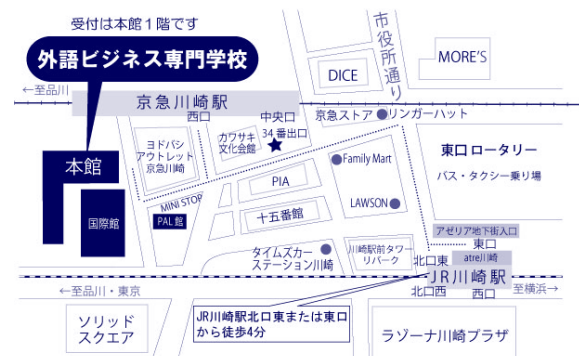 受付は本館1階です
外語ビジネス専門学校
市役所通り
MORE'S
DICE
←至品川
京急川崎駅
西口
中央口
34番出口
京急ストア
リンガーハット
ヨドバシ
アウトレット
京急川崎
カワサキ
文化会館
東口 ロータリー
バス・タクシー乗り場
Family Mart
本館
国際館
MINI STOP
PAL館
PIA
十五番館
LAWSON
アゼリア地下街入口
東口
タイムズカー
ステーション川崎
川崎駅前タワー
リパーク
北口東
atre川崎
JR川崎駅
←至品川・東京
北口西
西口
至横浜→
JR川崎駅北口東または東口
から徒歩4分
ソリッド
スクエア
ラゾーナ川崎プラザ